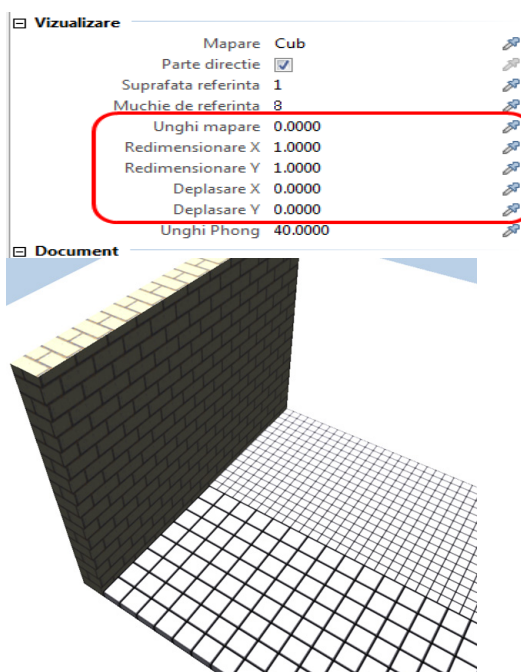 Vizualizare
Mapare Cub
Parte directie
Suprafata referinta 1
Muchie de referinta 8
Unghi mapare 0.0000
Redimensionare X 1.0000
Redimensionare Y 1.0000
Deplasare X 0.0000
Deplasare Y 0.0000
Unghi Phong 40.0000
Document